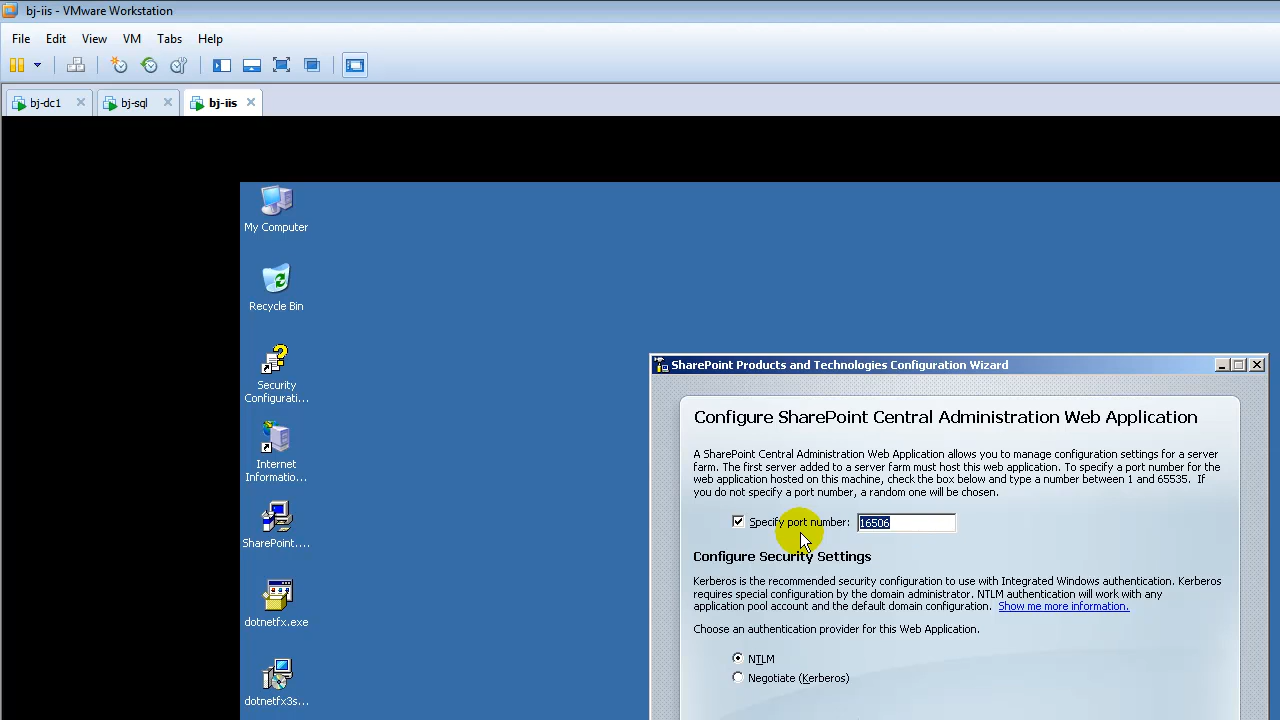 bj-iis - VMware Workstation
File Edit View VM Tabs Help
bj-dc1 bj-sql bj-iis
My Computer
Recycle Bin
Security
Configurati...
Internet
Informatio...
SharePoint....
dotnetfx.exe
dotnetfx3s...
SharePoint Products and Technologies Configuration Wizard
Configure SharePoint Central Administration Web Application
A SharePoint Central Administration Web Application allows you to manage configuration settings for a server
farm. The first server added to a server farm must host this web application. To specify a port number for the
web application hosted on this machine, check the box below and type a number between 1 and 65535. If
you do not specify a port number, a random one will be chosen.
Specify port number: 16506
Configure Security Settings
Kerberos is the recommended security configuration to use with Integrated Windows authentication. Kerberos
requires special configuration by the domain administrator. NTLM authentication will work with any
application pool account and the default domain configuration. Show me more information.
Choose an authentication provider for this Web Application.
NTLM
Negotiate (Kerberos)